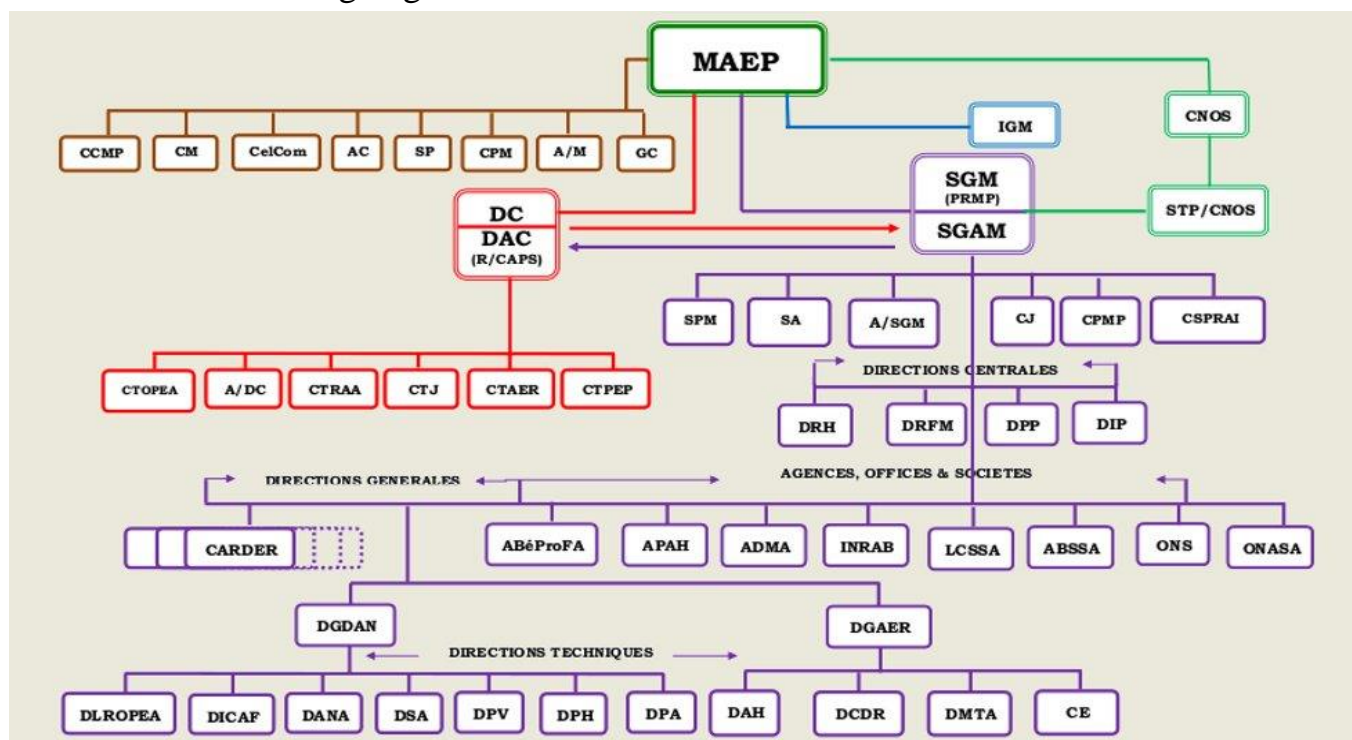 MAEP
CNOS
IGM
CCMP CM CelCom AC SP CPM A/M GC
SGM
(PRMP)
SGAM
STP/CNOS
DC
DAC
(R/CAPS)
SPM SA A/SGM CJ CPMP CSPRAI
DIRECTIONS CENTRALES
CTOPEA A/DC CTRAA CTJ CTAER CTPEP
DRH DRFM DPP DIP
DIRECTIONS GENERALES
AGENCES, OFFICES & SOCIETES
CARDER ABéProFA APAH ADMA INRAB LCSSA ABSSA ONS ONASA
DGDAN DGAER
DIRECTIONS TECHNIQUES
DLROPEA DICAF DANA DSA DPV DPH DPA DAH DCDR DMTA CE